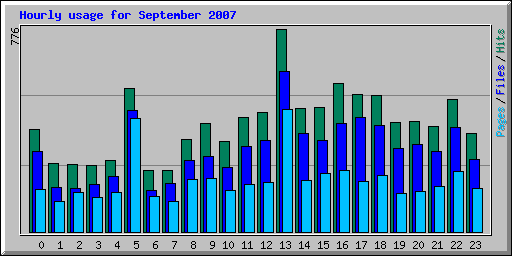 Hourly usage for September 2007
776
Pages / Files / Hits
0 1 2 3 4 5 6 7 8 9 10 11 12 13 14 15 16 17 18 19 20 21 22 23